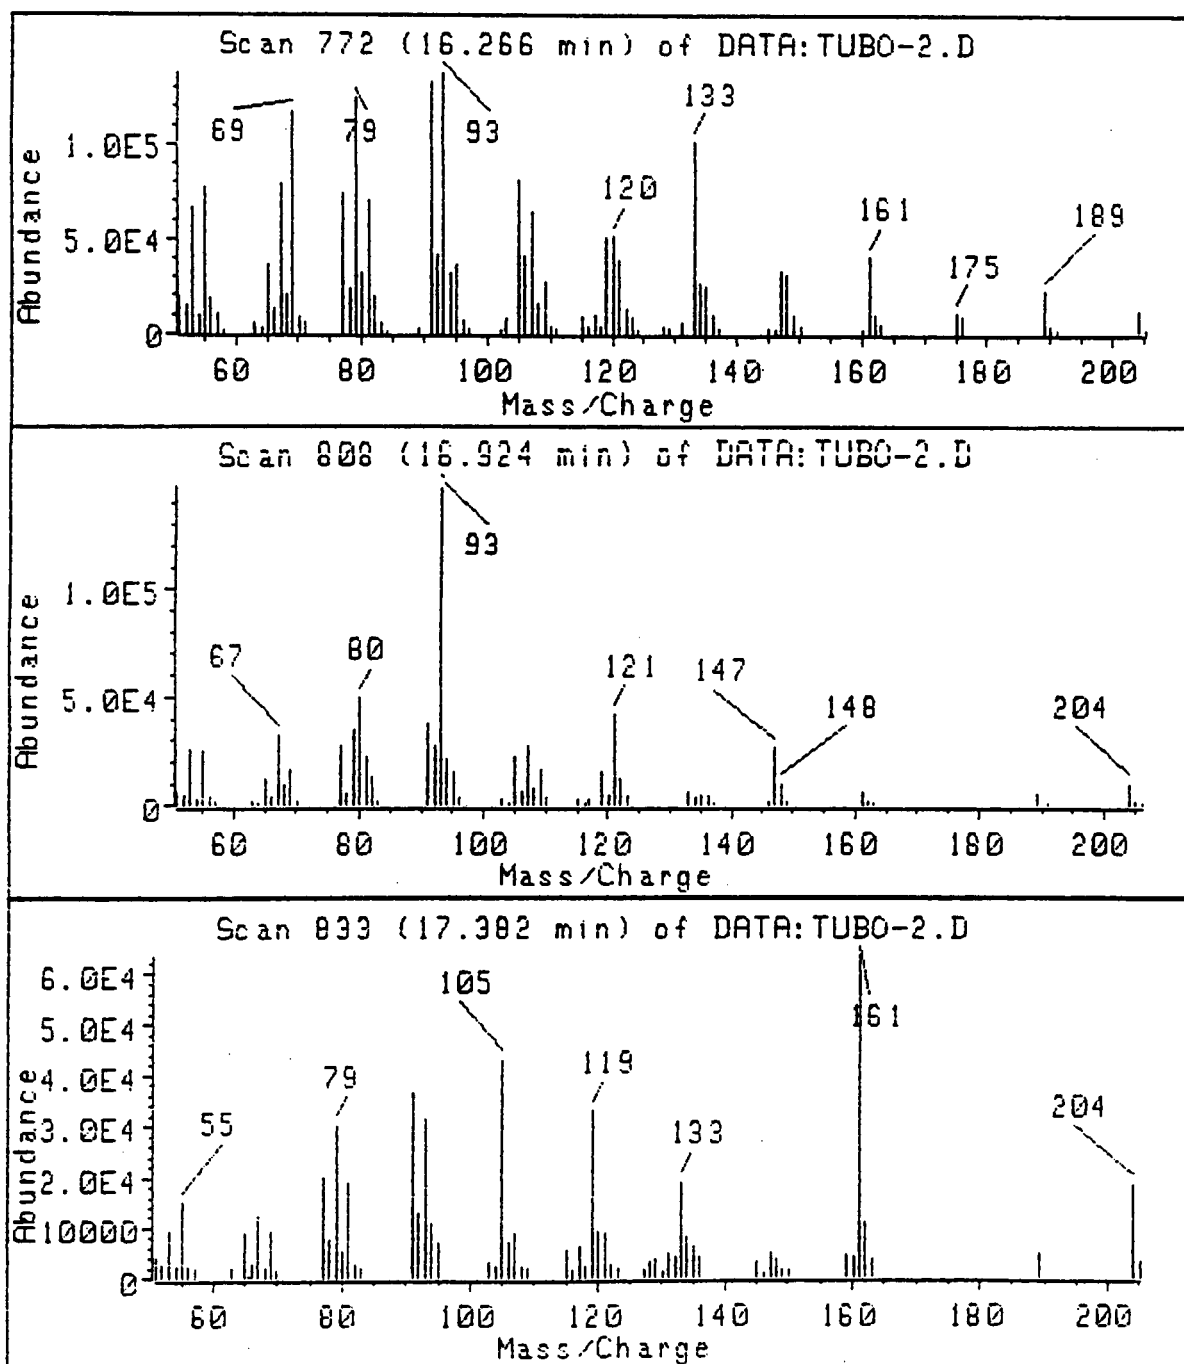 Scan 772 (16.266 min) of DATA:TUBO-2.D
Abundance
1.0E5
5.0E4
0
69
79
93
120
133
161
175
189
60 80 100 120 140 160 180 200
Mass/Charge
Scan 808 (16.924 min) of DATA:TUBO-2.D
Abundance
1.0E5
5.0E4
0
67
80
93
121
147
148
204
60 80 100 120 140 160 180 200
Mass/Charge
Scan 833 (17.382 min) of DATA:TUBO-2.D
Abundance
6.0E4
5.0E4
4.0E4
3.0E4
2.0E4
10000
0
55
79
105
119
133
161
204
60 80 100 120 140 160 180 200
Mass/Charge